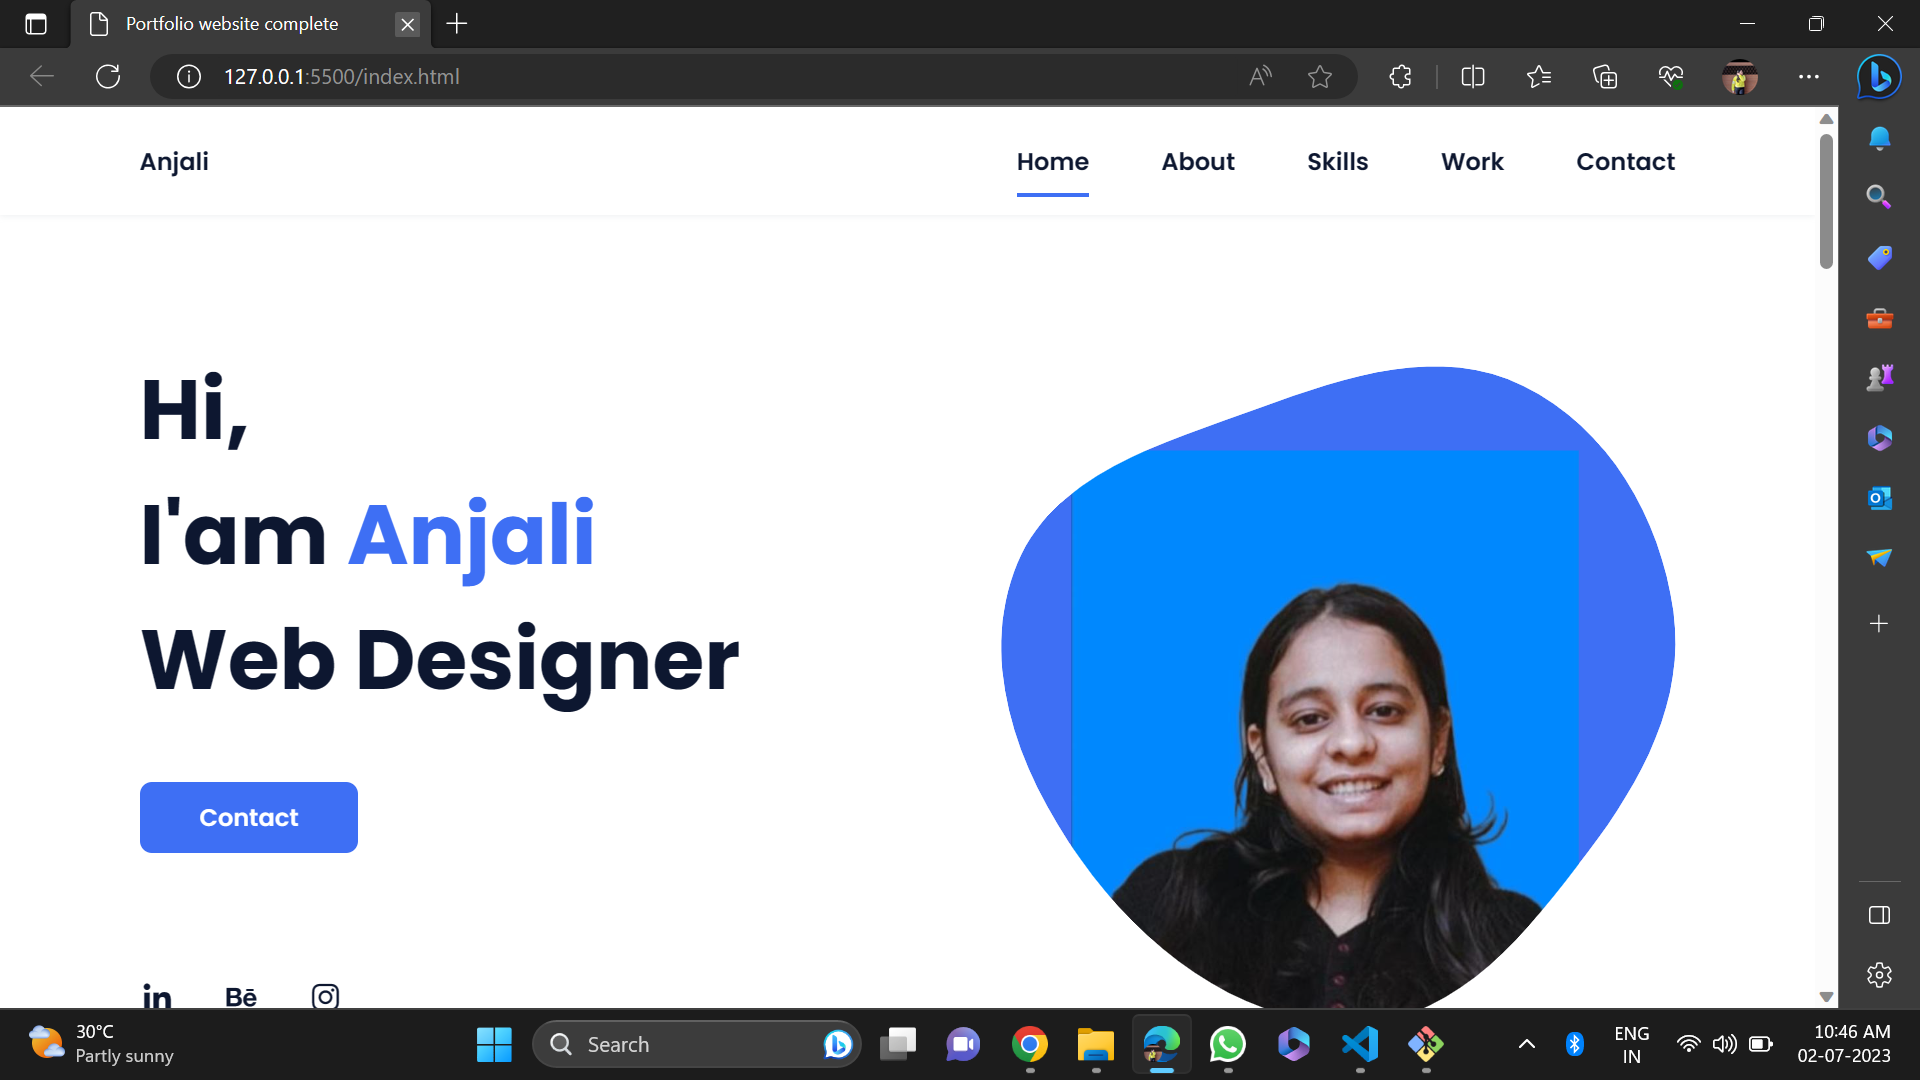 Portfolio website complete
127.0.0.1:5500/index.html
Anjali
Home About Skills Work Contact
Hi,
I'am Anjali
Web Designer
Contact
in Bē
30°C
Partly sunny
Search
ENG
IN
10:46 AM
02-07-2023